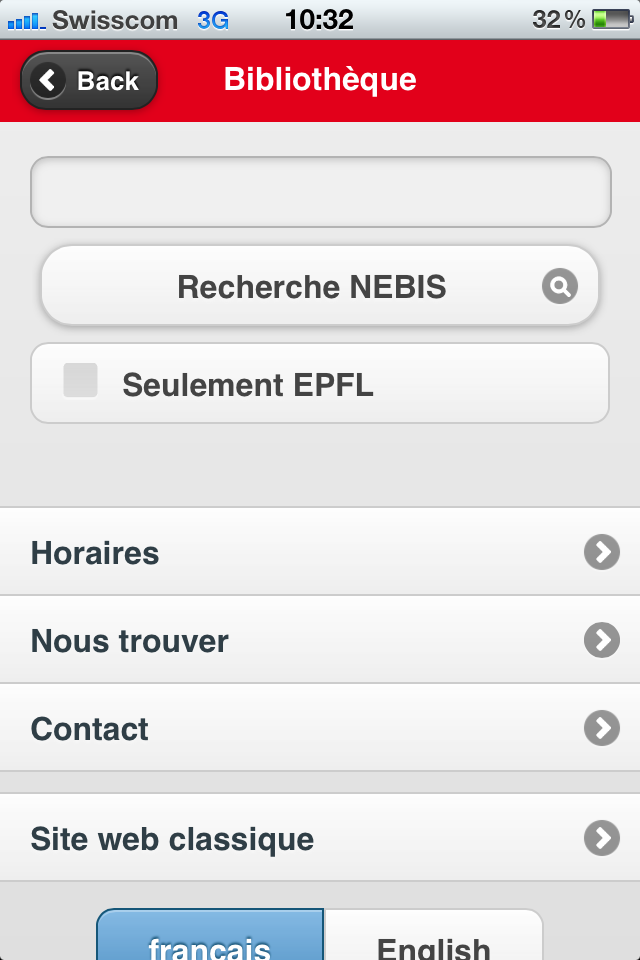 Swisscom 3G 10:32 32 %
Back Bibliothèque
Recherche NEBIS
Seulement EPFL
Horaires
Nous trouver
Contact
Site web classique
français English